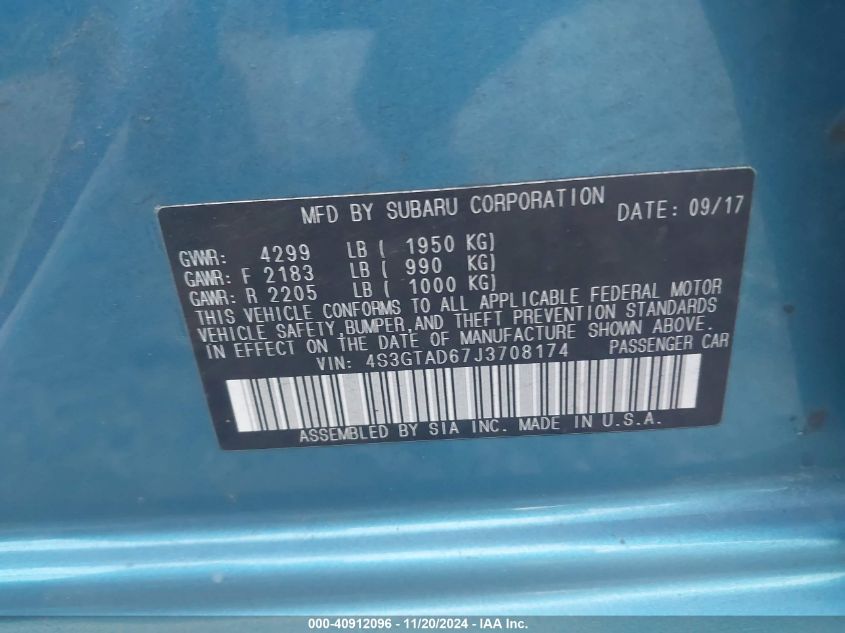 MFD BY SUBARU CORPORATION DATE: 09/17
GVWR: 4299 LB ( 1950 KG)
GAWR: F 2183 LB ( 990 KG)
GAWR: R 2205 LB ( 1000 KG)
THIS VEHICLE CONFORMS TO ALL APPLICABLE FEDERAL MOTOR
VEHICLE SAFETY,BUMPER,AND THEFT PREVENTION STANDARDS
IN EFFECT ON THE DATE OF MANUFACTURE SHOWN ABOVE.
VIN: 4S3GTAD67J3708174 PASSENGER CAR
ASSEMBLED BY SIA INC. MADE IN U.S.A.
000-40912096 - 11/20/2024 - IAA Inc.